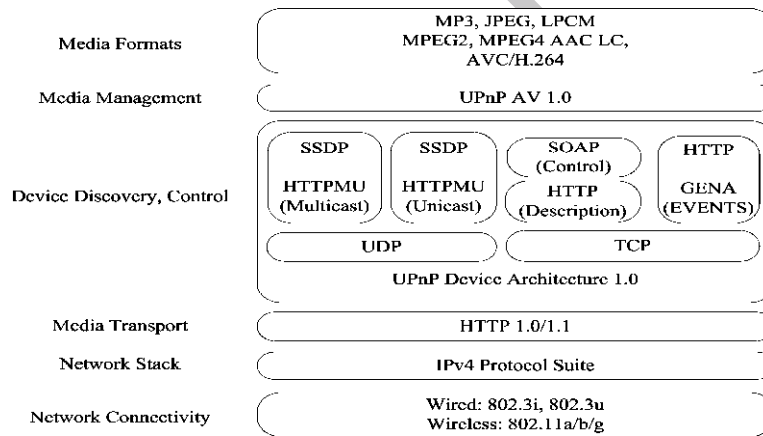 Media Formats
MP3, JPEG, LPCM
MPEG2, MPEG4 AAC LC,
AVC/H.264
Media Management
UPnP AV 1.0
Device Discovery, Control
SSDP
HTTPMU
(Multicast)
SSDP
HTTPMU
(Unicast)
SOAP
(Control)
HTTP
(Description)
HTTP
GENA
(EVENTS)
UDP
TCP
UPnP Device Architecture 1.0
Media Transport
HTTP 1.0/1.1
Network Stack
IPv4 Protocol Suite
Network Connectivity
Wired: 802.3i, 802.3u
Wireless: 802.11a/b/g